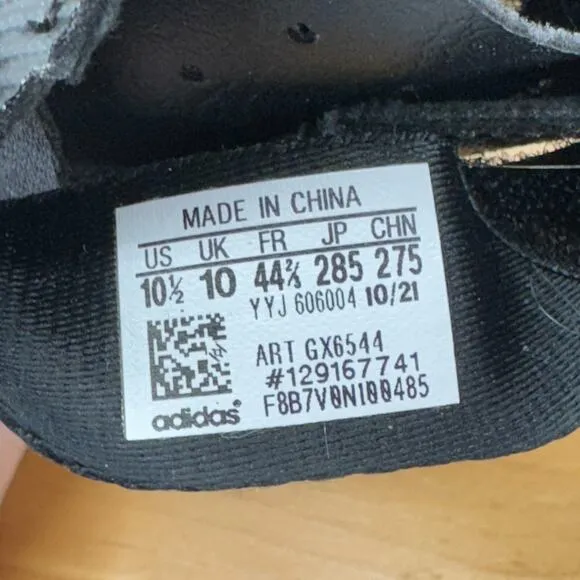 MADE IN CHINA
US UK FR JP CHN
10½ 10 44⅔ 285 275
YYJ 606004 10/21
ART GX6544
#129167741
F8B7V0NI00485
adidas®